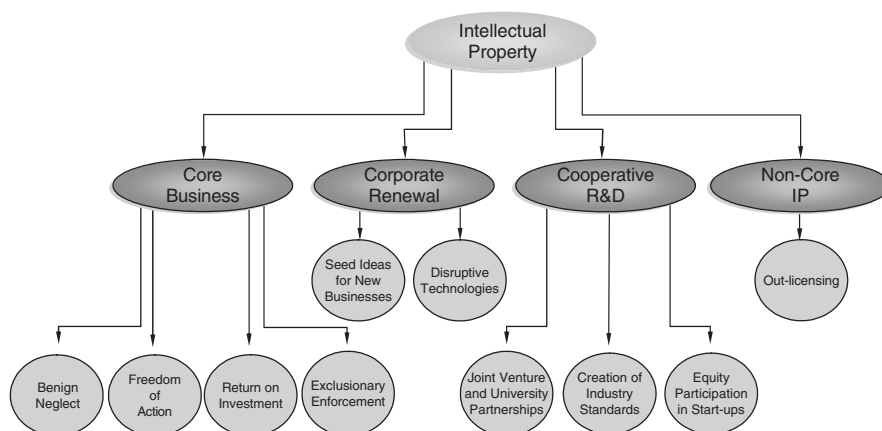 Intellectual
Property
Core
Business
Corporate
Renewal
Cooperative
R&D
Non-Core
IP
Seed Ideas
for New
Businesses
Disruptive
Technologies
Out-licensing
Benign
Neglect
Freedom
of
Action
Return on
Investment
Exclusionary
Enforcement
Joint Venture
and University
Partnerships
Creation of
Industry
Standards
Equity
Participation
in Start-ups